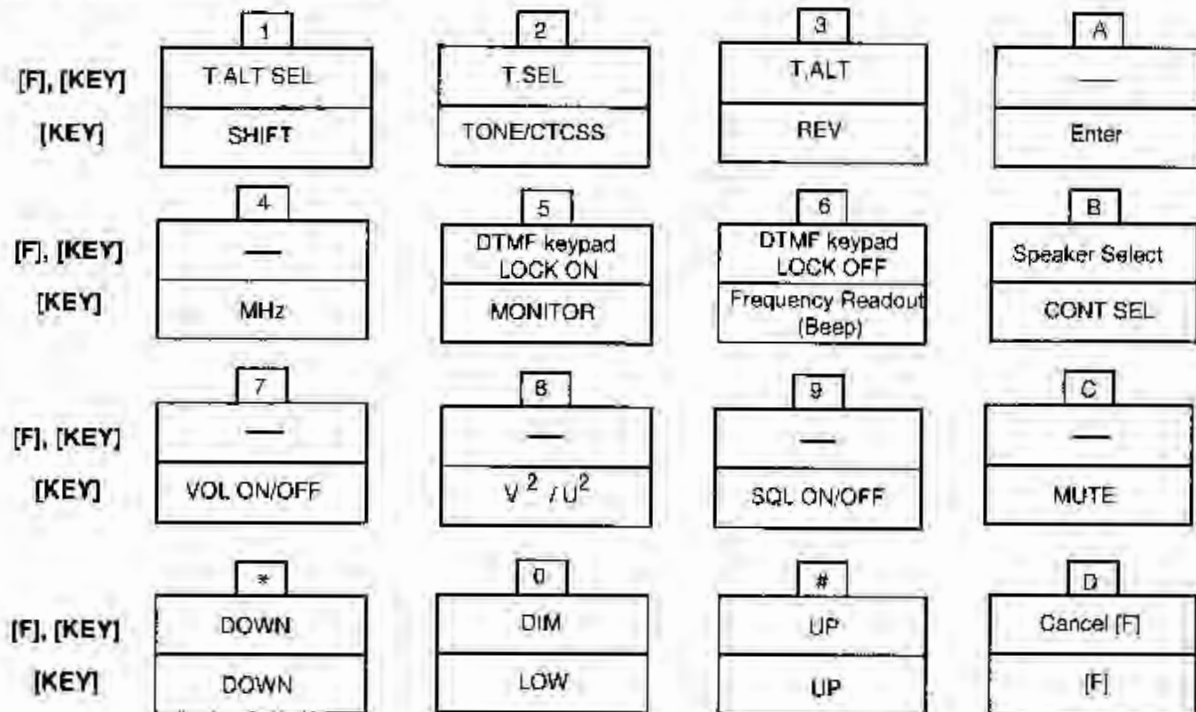 1 2 3 A
[F], [KEY] T.ALT SEL T.SEL T.ALT —
[KEY] SHIFT TONE/CTCSS REV Enter
4 5 6 B
[F], [KEY] — DTMF keypad LOCK ON DTMF keypad LOCK OFF Speaker Select
[KEY] MHz MONITOR Frequency Readout (Beep) CONT SEL
7 8 9 C
[F], [KEY] — — — —
[KEY] VOL ON/OFF V² / U² SQL ON/OFF MUTE
* 0 # D
[F], [KEY] DOWN DIM UP Cancel [F]
[KEY] DOWN LOW UP [F]